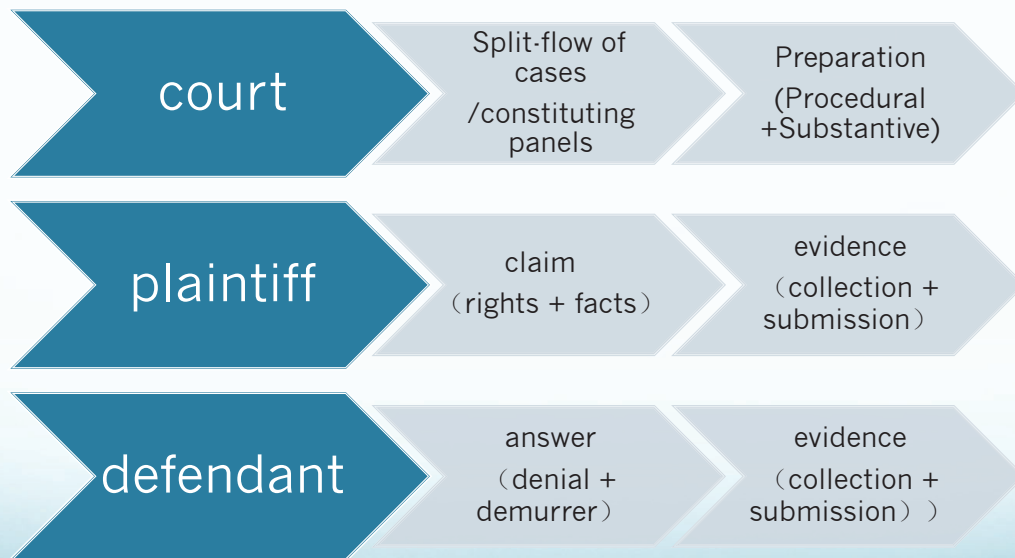 court
Split-flow of
cases
/constituting
panels
Preparation
(Procedural
+Substantive)
plaintiff
claim
（rights + facts）
evidence
（collection +
submission）
defendant
answer
（denial +
demurrer）
evidence
（collection +
submission））